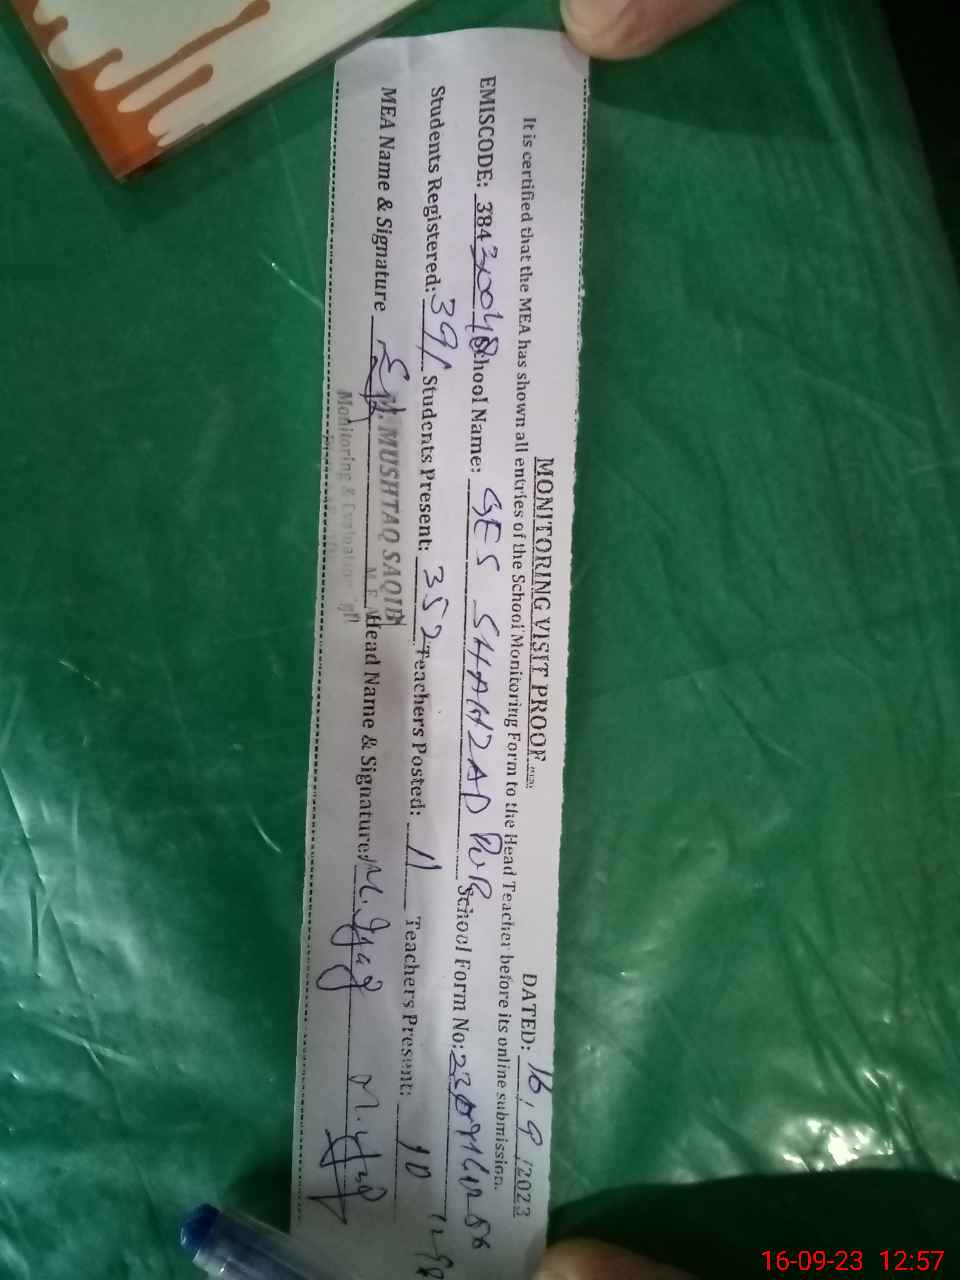 MONITORING VISIT PROOF
DATED: 16/9/2023
It is certified that the MEA has shown all entries of the School Monitoring Form to the Head Teacher before its online submission.
EMISCODE: 38430048 School Name: GES SHAHZAD PUR School Form No:
Students Registered: 391 Students Present: 352 Teachers Posted: 11 Teachers Present: 10
MEA Name & Signature MUSHTAQ SAQIB Head Name & Signature: M. Ijaz
M.E.A
Monitoring & Evaluation
16-09-23 12:57